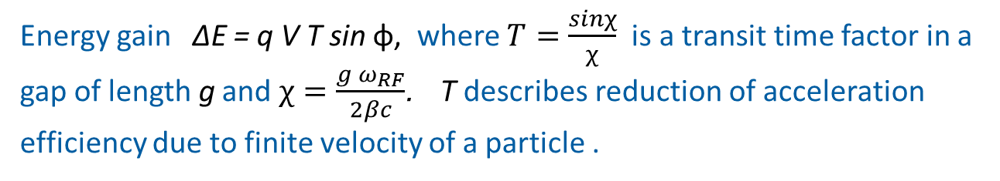 Energy gain ΔE = q V T sin ϕ, where T = sinχ/χ is a transit time factor in a
gap of length g and χ = g ω_RF/2βc. T describes reduction of acceleration
efficiency due to finite velocity of a particle .